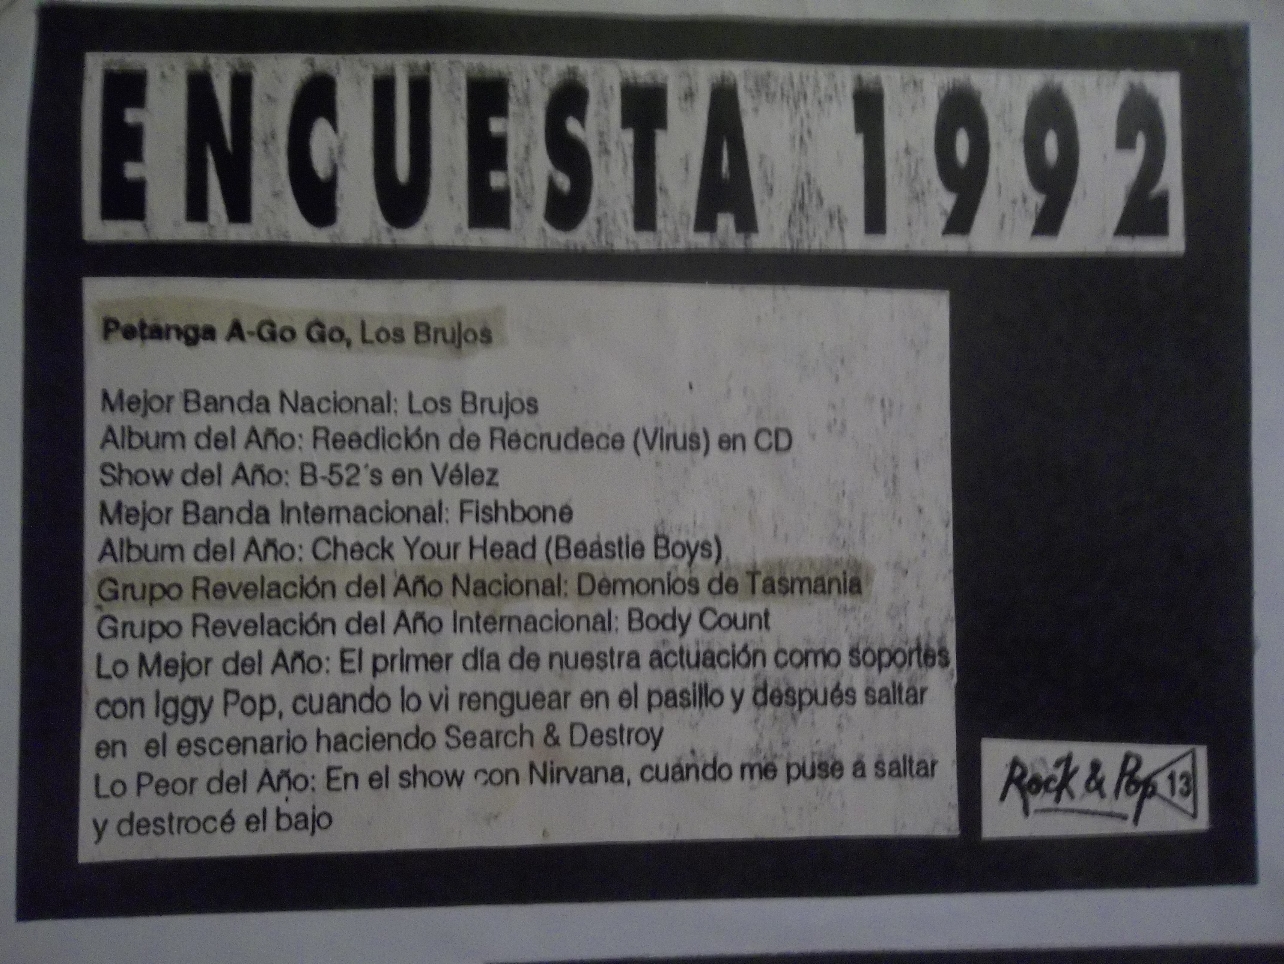 ENCUESTA 1992
Petanga A-Go Go, Los Brujos
Mejor Banda Nacional: Los Brujos
Album del Año: Reedición de Recrudece (Virus) en CD
Show del Año: B-52´s en Vélez
Mejor Banda Internacional: Fishbone
Album del Año: Check Your Head (Beastie Boys)
Grupo Revelación del Año Nacional: Demonios de Tasmania
Grupo Revelación del Año Internacional: Body Count
Lo Mejor del Año: El primer día de nuestra actuación como soportes
con Iggy Pop, cuando lo vi renguear en el pasillo y después saltar
en el escenario haciendo Search & Destroy
Lo Peor del Año: En el show con Nirvana, cuando me puse a saltar
y destrocé el bajo
Rock & Pop 13